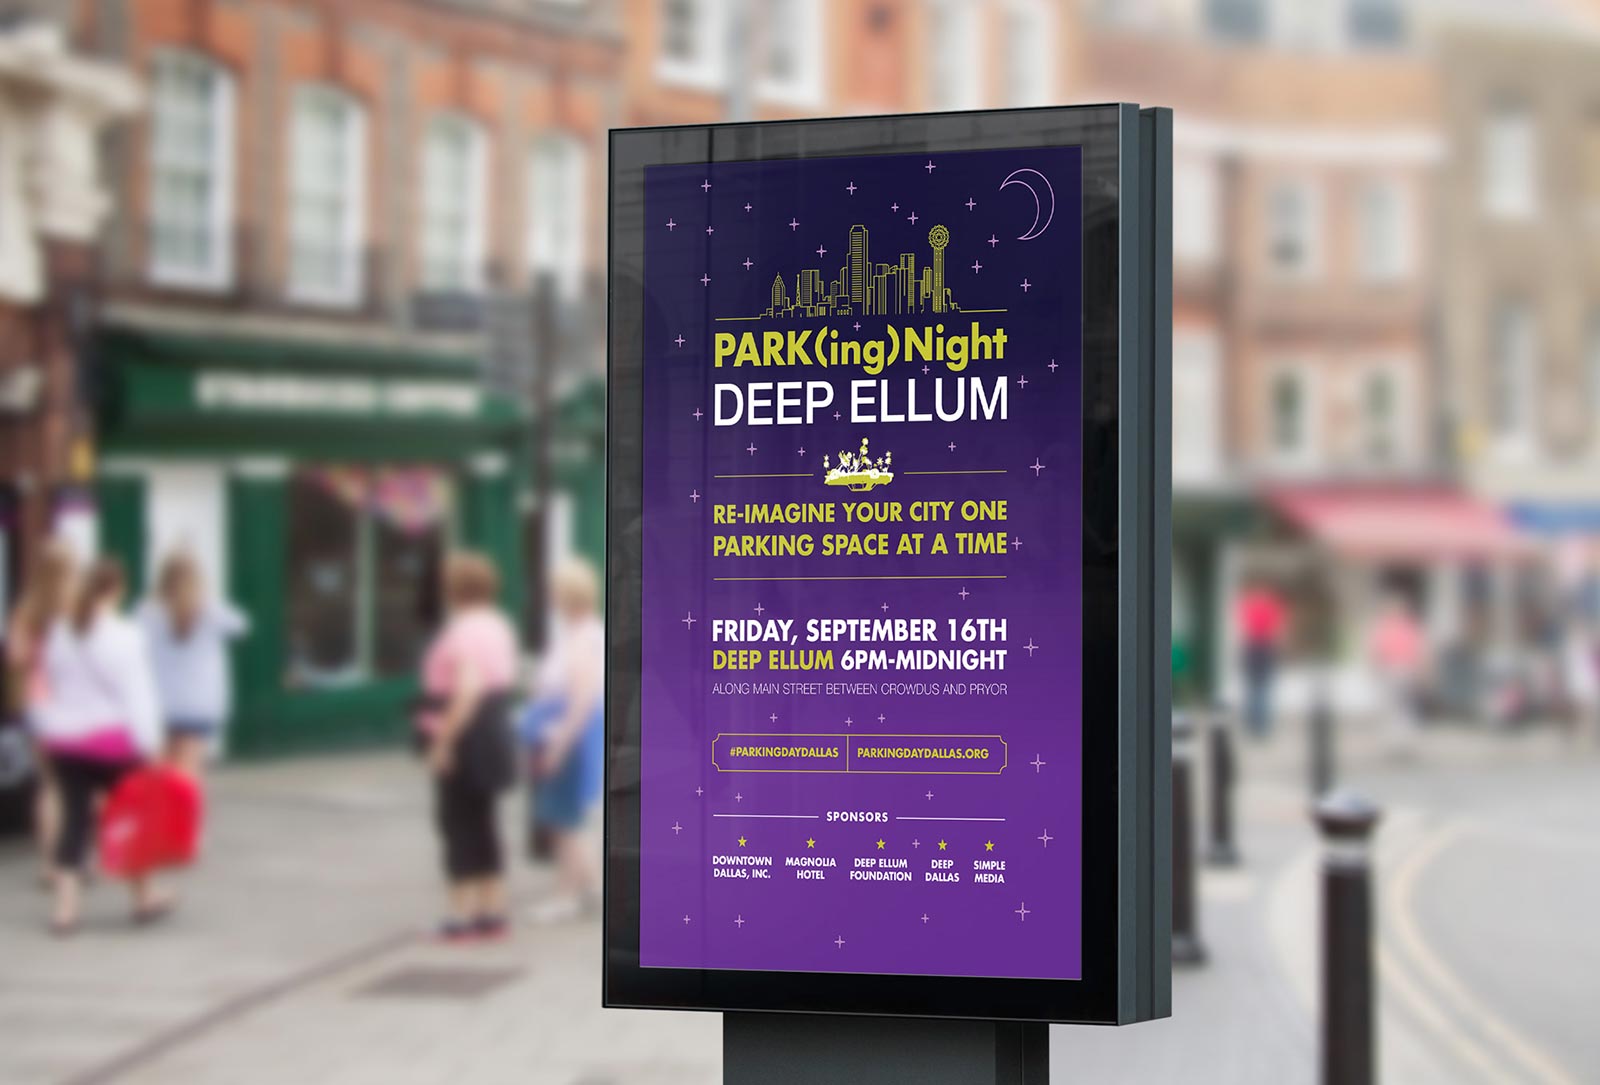 PARK(ing)Night
DEEP ELLUM
RE-IMAGINE YOUR CITY ONE
PARKING SPACE AT A TIME
FRIDAY, SEPTEMBER 16TH
DEEP ELLUM 6PM-MIDNIGHT
ALONG MAIN STREET BETWEEN CROWDUS AND PRYOR
#PARKINGDAYDALLAS PARKINGDAYDALLAS.ORG
SPONSORS
DOWNTOWN DALLAS, INC.
MAGNOLIA HOTEL
DEEP ELLUM FOUNDATION
DEEP DALLAS
SIMPLE MEDIA